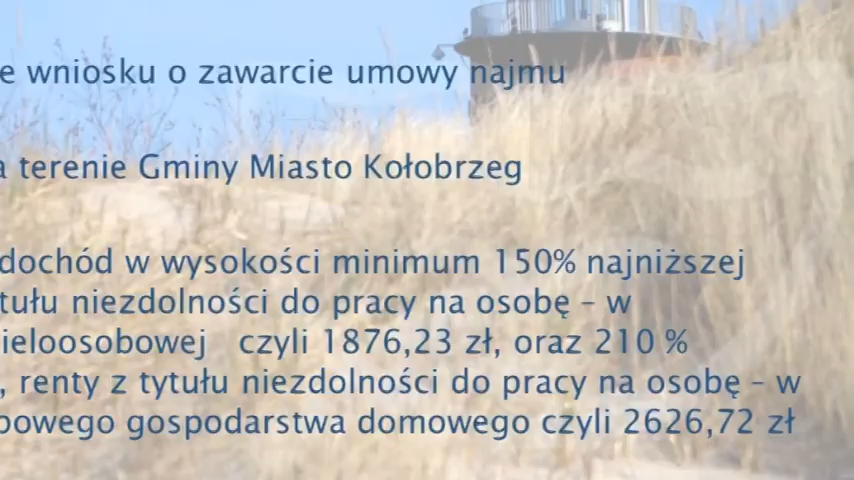 e wniosku o zawarcie umowy najmu
a terenie Gminy Miasto Kołobrzeg
dochód w wysokości minimum 150% najniższej
tułu niezdolności do pracy na osobę – w
ieloosobowej czyli 1876,23 zł, oraz 210 %
, renty z tytułu niezdolności do pracy na osobę – w
bowego gospodarstwa domowego czyli 2626,72 zł